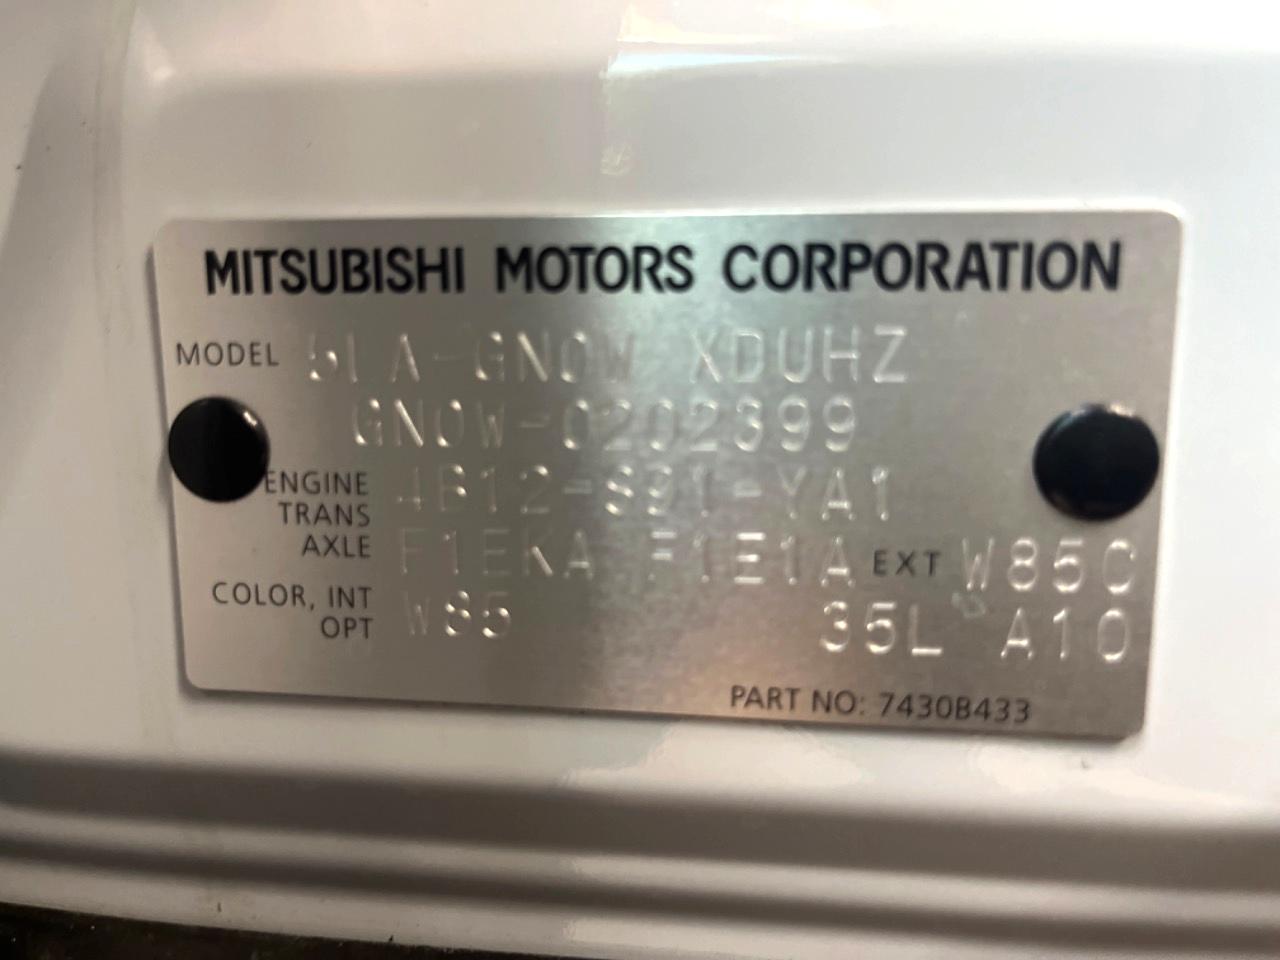 MITSUBISHI MOTORS CORPORATION
MODEL 5LA-GN0W XDUHZ
GN0W-0202399
ENGINE 4B12-S91-YA1
TRANS
AXLE F1EKA F1E1A EXT W85C
COLOR, INT
OPT W85 35L A10
PART NO: 7430B433